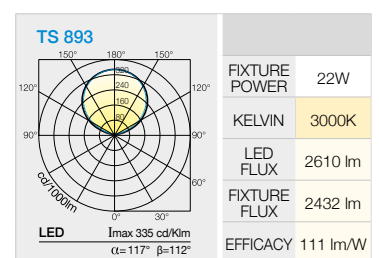 TS 893
150° 180° 150°
320
240
160
80
120° 120°
90° 90°
60°
cd/1000lm
0° 30°
LED Imax 335 cd/Klm
α=117° β=112°
FIXTURE POWER 22W
KELVIN 3000K
LED FLUX 2610 lm
FIXTURE FLUX 2432 lm
EFFICACY 111 lm/W